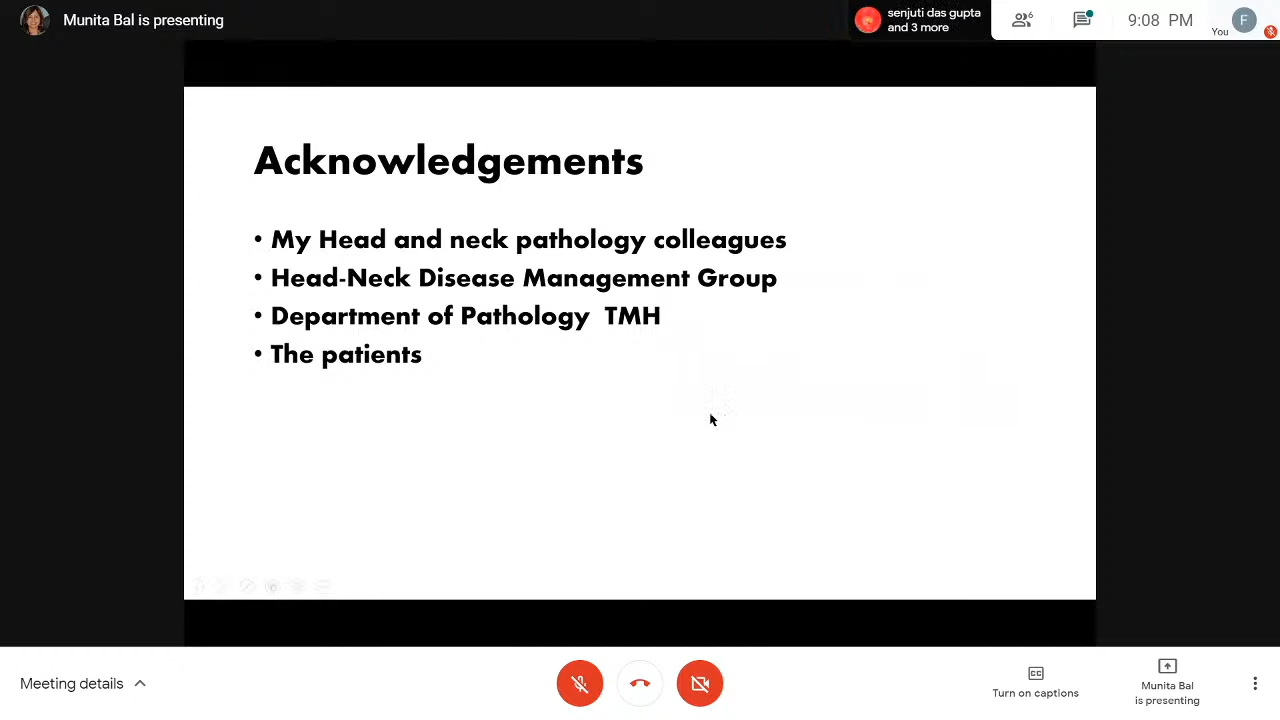 Munita Bal is presenting
senjuti das gupta
and 3 more
6
9:08 PM
You
F
Acknowledgements
• My Head and neck pathology colleagues
• Head-Neck Disease Management Group
• Department of Pathology TMH
• The patients
Meeting details
CC
Turn on captions
Munita Bal
is presenting